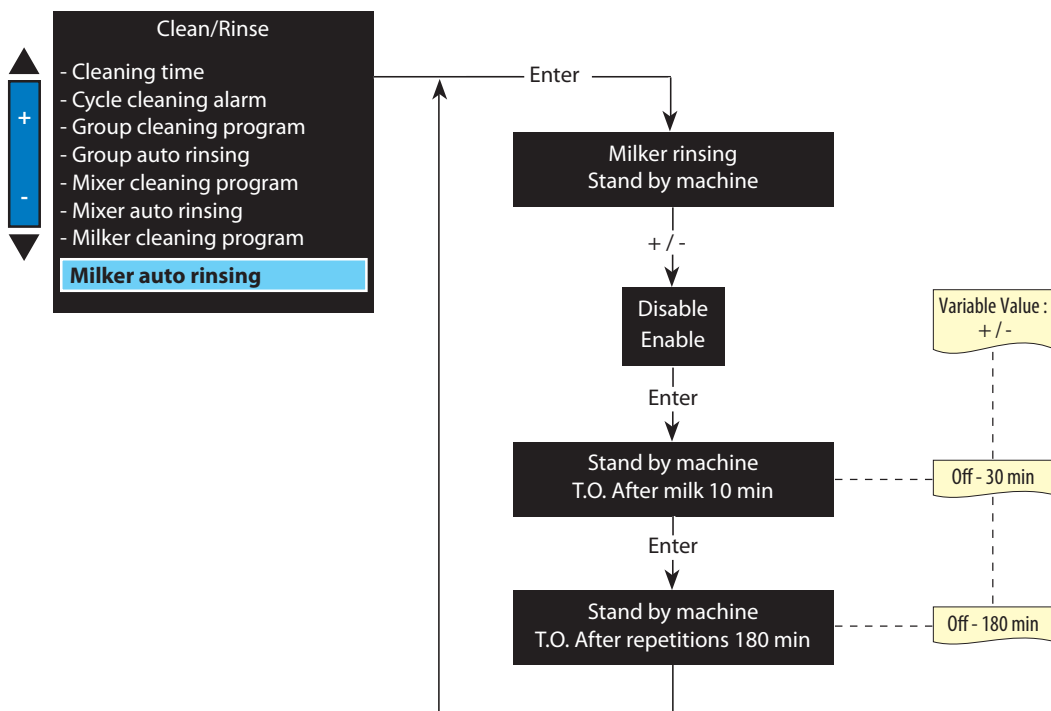 Clean/Rinse
- Cleaning time
- Cycle cleaning alarm
- Group cleaning program
- Group auto rinsing
- Mixer cleaning program
- Mixer auto rinsing
- Milker cleaning program
Milker auto rinsing
+
-
Enter
Milker rinsing
Stand by machine
+ / -
Disable
Enable
Variable Value :
+ / -
Enter
Stand by machine
T.O. After milk 10 min
Off - 30 min
Enter
Stand by machine
T.O. After repetitions 180 min
Off - 180 min